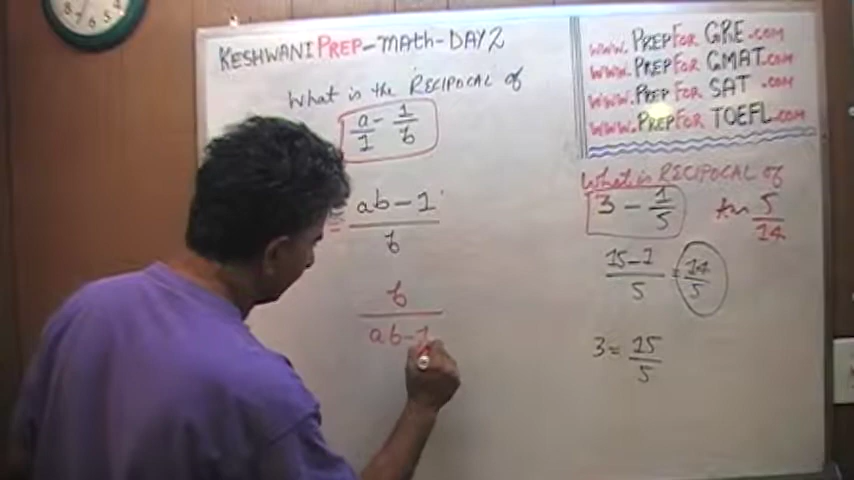 KESHWANI PREP-MATH-DAY 2
What is the RECIPROCAL of
a/1 - 1/b
= ab-1/b
b/ab-1
www.PREPFOR GRE.com
www.PREPFOR GMAT.com
www.PREPFOR SAT.com
www.PREPFOR TOEFL.com
What is RECIPROCAL of
3 - 1/5
Ans 5/14
15-1/5 = 14/5
3 = 15/5